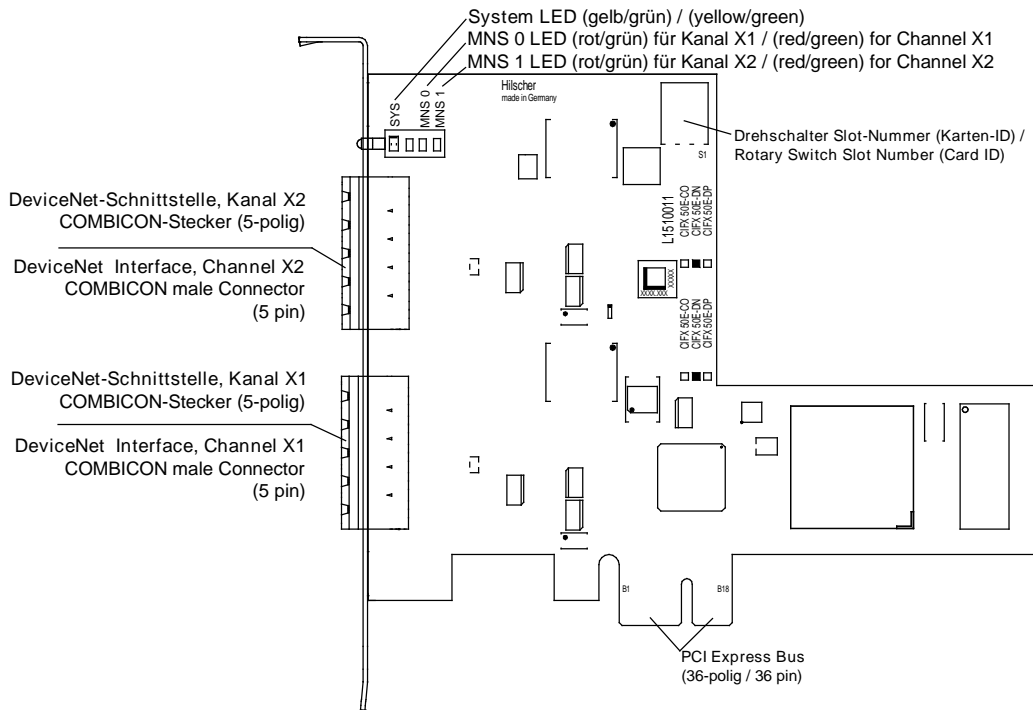 System LED (gelb/grün) / (yellow/green)
MNS 0 LED (rot/grün) für Kanal X1 / (red/green) for Channel X1
MNS 1 LED (rot/grün) für Kanal X2 / (red/green) for Channel X2
SYS
MNS 0
MNS 1
Hilscher
made in Germany
S1
Drehschalter Slot-Nummer (Karten-ID) /
Rotary Switch Slot Number (Card ID)
DeviceNet-Schnittstelle, Kanal X2
COMBICON-Stecker (5-polig)
DeviceNet Interface, Channel X2
COMBICON male Connector
(5 pin)
L1510011
CIFX 50E-CO
CIFX 50E-DN
CIFX 50E-DP
XXXX.XXX
XXXXX
CIFX 50E-CO
CIFX 50E-DN
CIFX 50E-DP
DeviceNet-Schnittstelle, Kanal X1
COMBICON-Stecker (5-polig)
DeviceNet Interface, Channel X1
COMBICON male Connector
(5 pin)
B1
B18
PCI Express Bus
(36-polig / 36 pin)